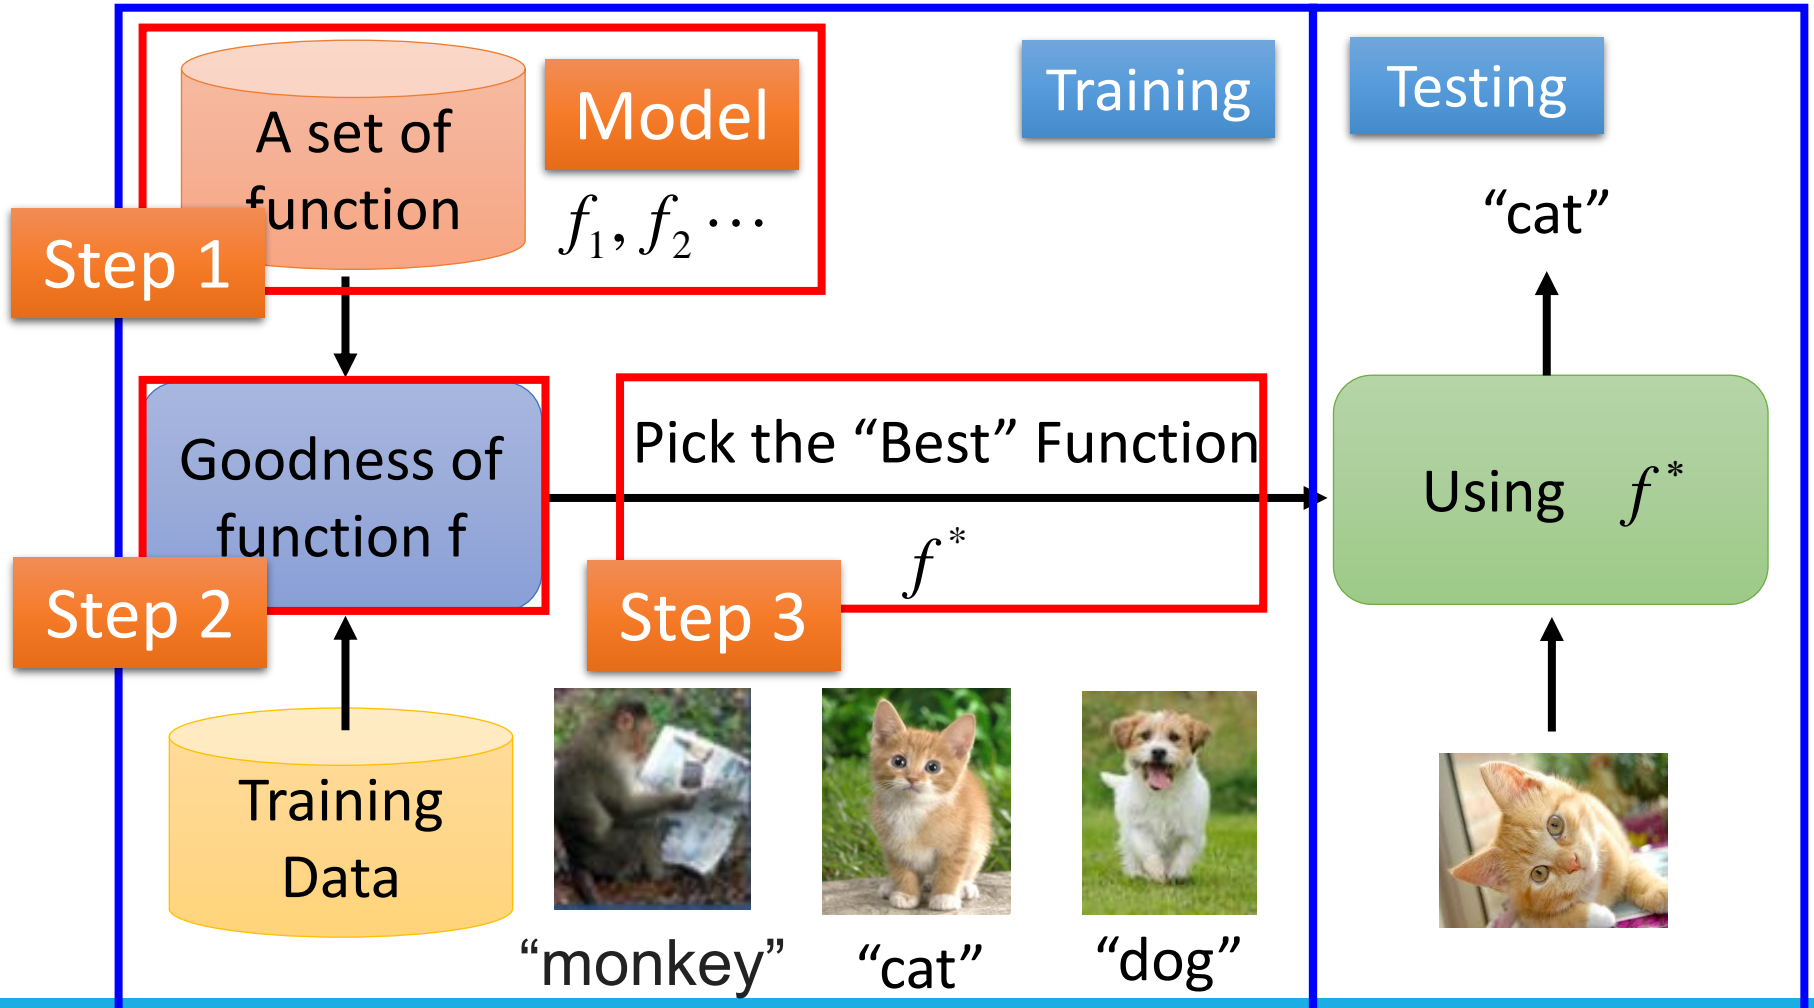 A set of
function
Model
f₁, f₂ ⋯
Step 1
Training
Testing
“cat”
Goodness of
function f
Step 2
Pick the “Best” Function
f*
Step 3
Using f*
Training
Data
“monkey”
“cat”
“dog”